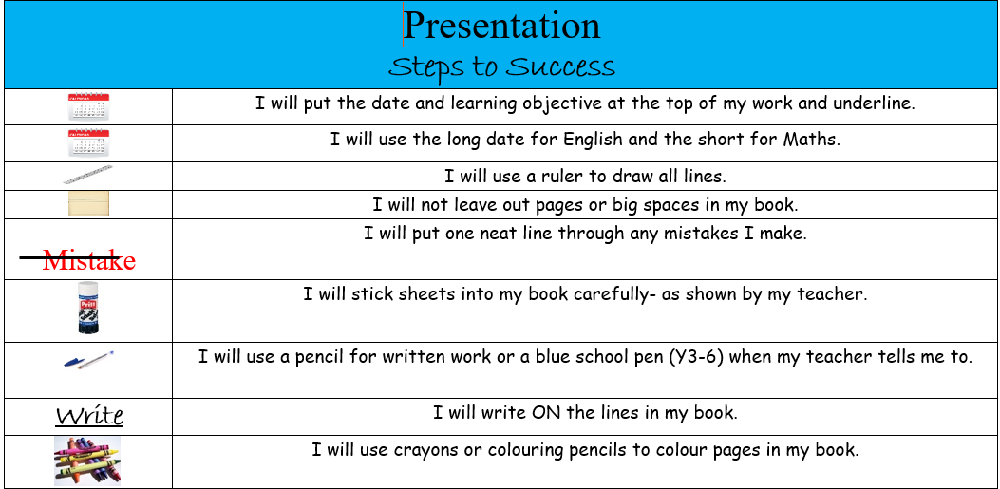 Presentation
Steps to Success
I will put the date and learning objective at the top of my work and underline.
I will use the long date for English and the short for Maths.
I will use a ruler to draw all lines.
I will not leave out pages or big spaces in my book.
Mistake
I will put one neat line through any mistakes I make.
Pritt
I will stick sheets into my book carefully- as shown by my teacher.
I will use a pencil for written work or a blue school pen (Y3-6) when my teacher tells me to.
Write
I will write ON the lines in my book.
I will use crayons or colouring pencils to colour pages in my book.